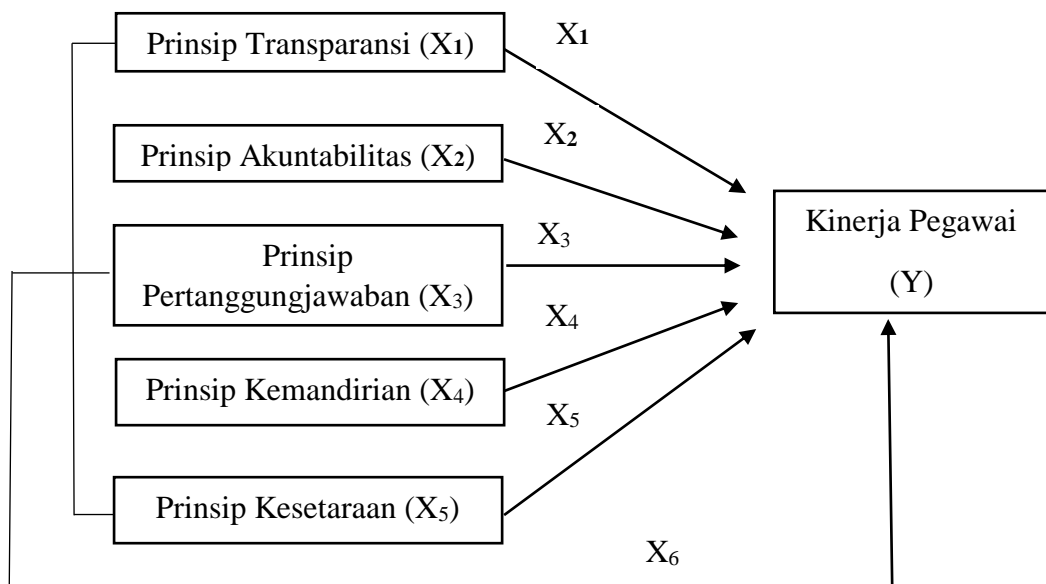 Prinsip Transparansi (X1)
X1
Prinsip Akuntabilitas (X2)
X2
Prinsip
Pertanggungjawaban (X3)
X3
Prinsip Kemandirian (X4)
X4
Prinsip Kesetaraan (X5)
X5
Kinerja Pegawai
(Y)
X6